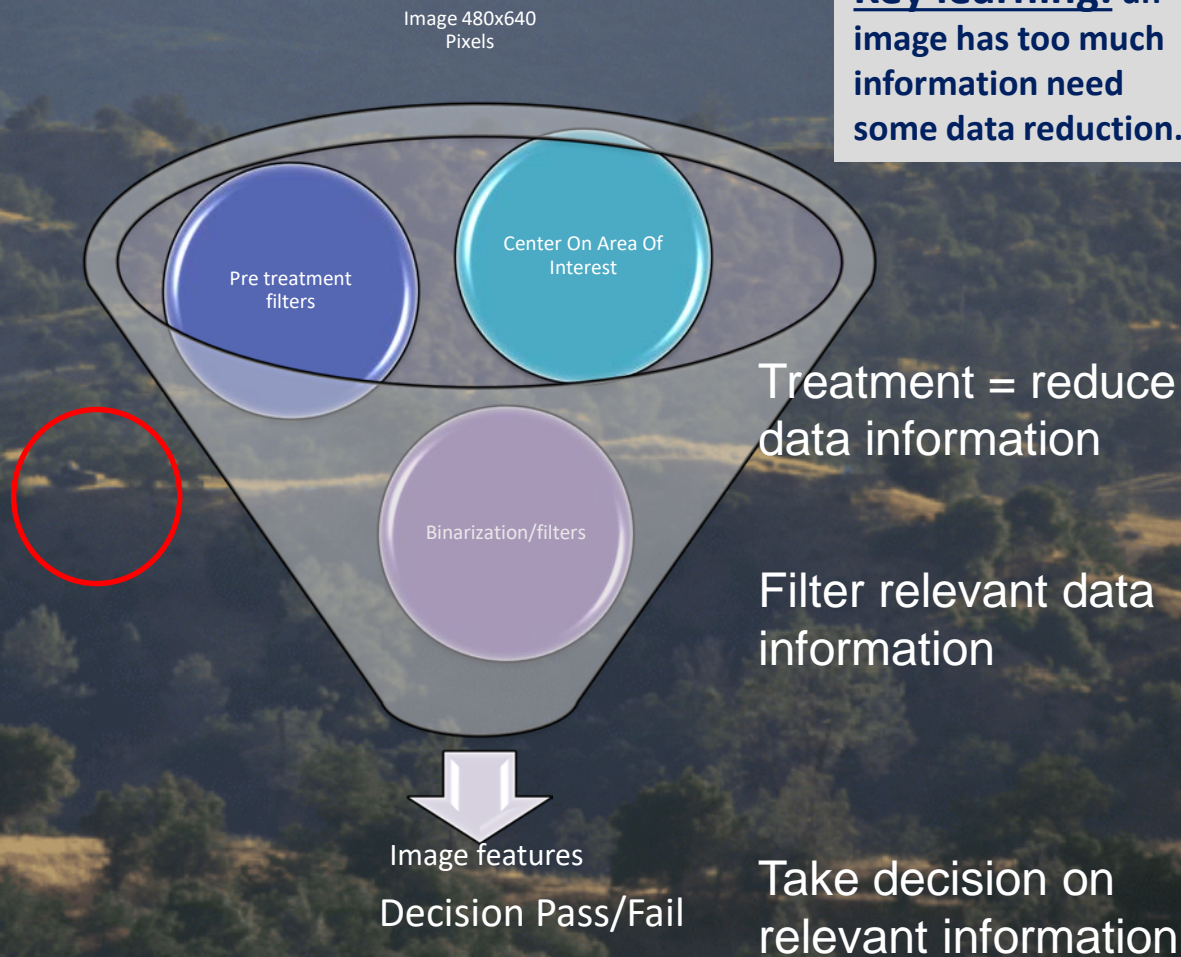 Image 480x640
Pixels
image has too much
information need
some data reduction.
Pre treatment
filters
Center On Area Of
Interest
Treatment = reduce
data information
Binarization/filters
Filter relevant data
information
Image features
Decision Pass/Fail
Take decision on
relevant information